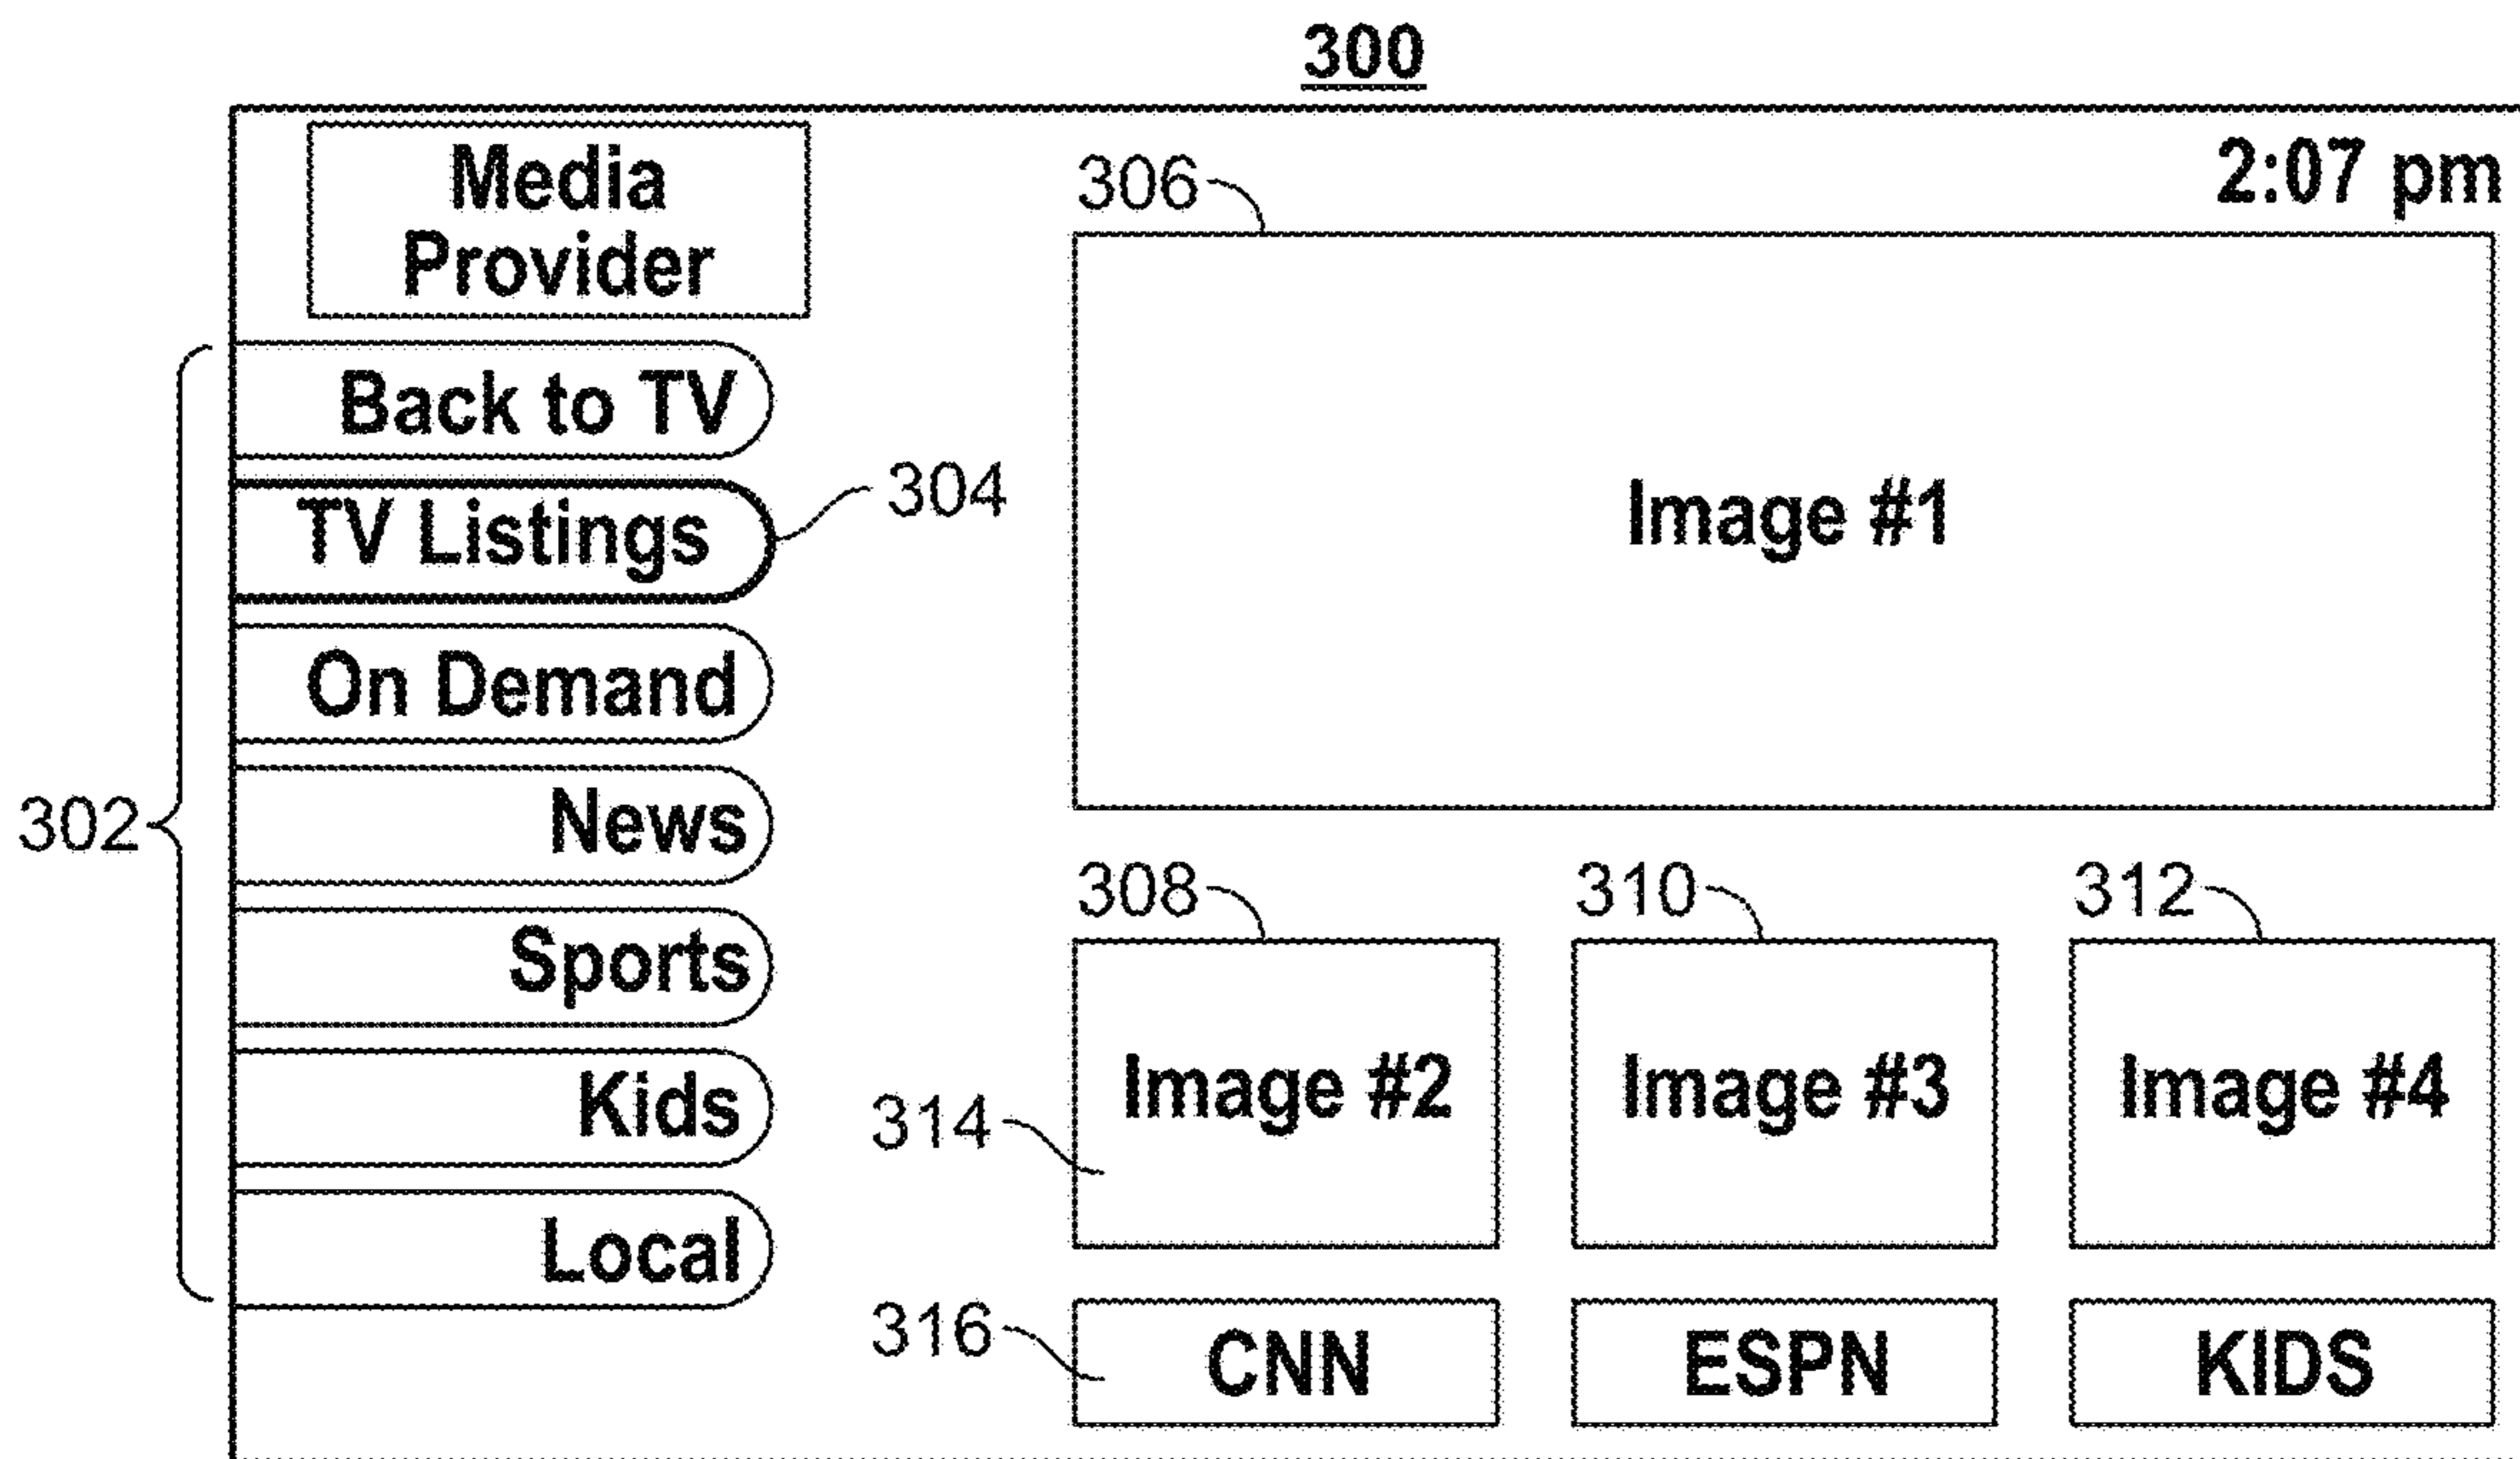 300
Media
Provider
2:07 pm
306
Back to TV
TV Listings
304
Image #1
On Demand
302
News
308
310
312
Sports
Kids
314
Image #2
Image #3
Image #4
Local
316
CNN
ESPN
KIDS